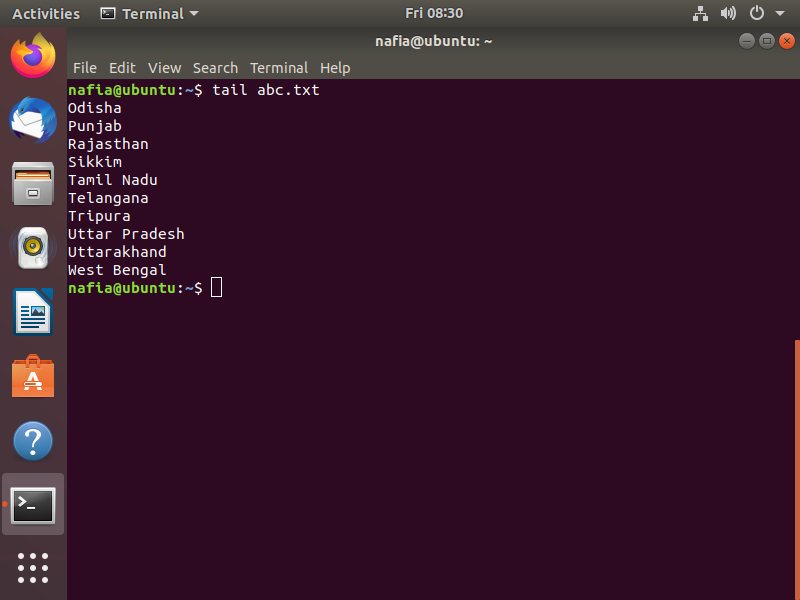 Activities Terminal Fri 08:30
nafia@ubuntu: ~
File Edit View Search Terminal Help
nafia@ubuntu:~$ tail abc.txt
Odisha
Punjab
Rajasthan
Sikkim
Tamil Nadu
Telangana
Tripura
Uttar Pradesh
Uttarakhand
West Bengal
nafia@ubuntu:~$